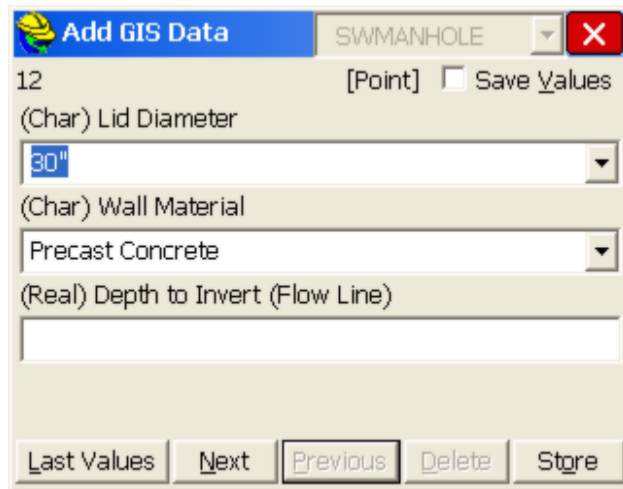 Add GIS Data SWMANHOLE
12 [Point] Save Values
(Char) Lid Diameter
30"
(Char) Wall Material
Precast Concrete
(Real) Depth to Invert (Flow Line)
Last Values Next Previous Delete Store